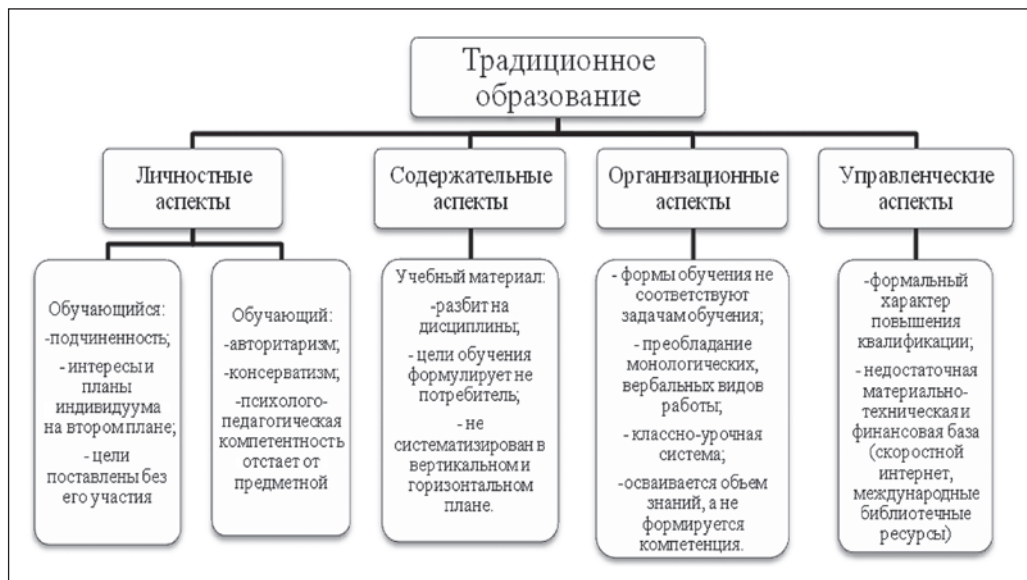 Традиционное
образование
Личностные
аспекты
Содержательные
аспекты
Организационные
аспекты
Управленческие
аспекты
Обучающийся:
-подчиненность;
- интересы и
планы
индивидуума
на втором плане;
- цели
поставлены без
его участия
Обучающий:
-авторитаризм;
-консерватизм;
-психолого-
педагогическая
компетентность
отстает от
предметной
Учебный материал:
-разбит на
дисциплины;
- цели обучения
формулирует не
потребитель;
- не
систематизирован в
вертикальном и
горизонтальном
плане.
- формы обучения не
соответствуют
задачам обучения;
- преобладание
монологических,
вербальных видов
работы;
- классно-урочная
система;
-осваивается объем
знаний, а не
формируется
компетенция.
-формальный
характер
повышения
квалификации;
- недостаточная
материально-
техническая и
финансовая база
(скоростной
интернет,
международные
библиотечные
ресурсы)